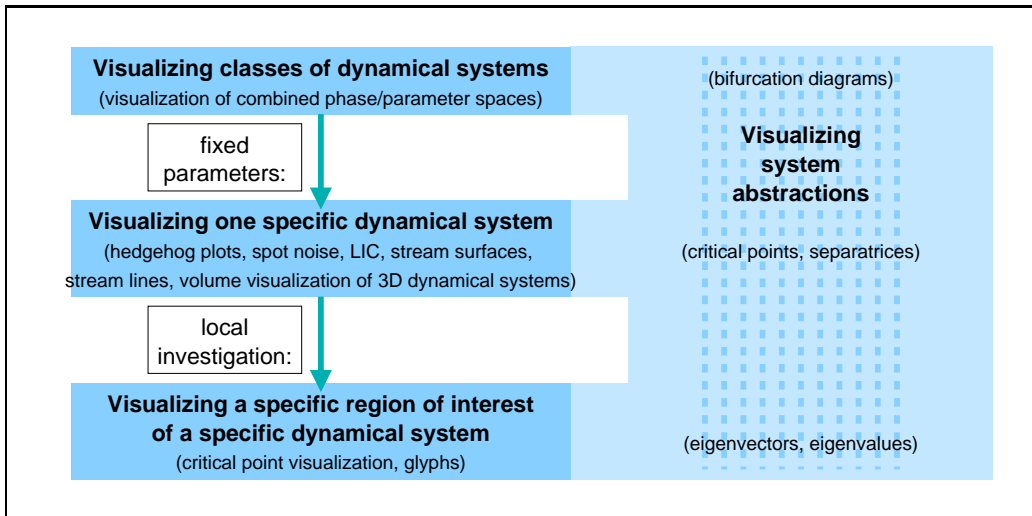 Visualizing classes of dynamical systems
(visualization of combined phase/parameter spaces)
fixed
parameters:
Visualizing one specific dynamical system
(hedgehog plots, spot noise, LIC, stream surfaces,
stream lines, volume visualization of 3D dynamical systems)
local
investigation:
Visualizing a specific region of interest
of a specific dynamical system
(critical point visualization, glyphs)
(bifurcation diagrams)
Visualizing
system
abstractions
(critical points, separatrices)
(eigenvectors, eigenvalues)